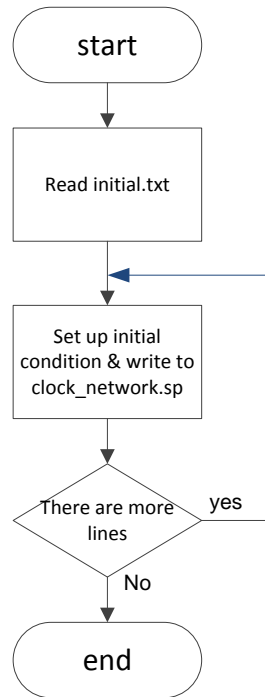 start
Read initial.txt
Set up initial
condition & write to
clock_network.sp
There are more
lines
yes
No
end